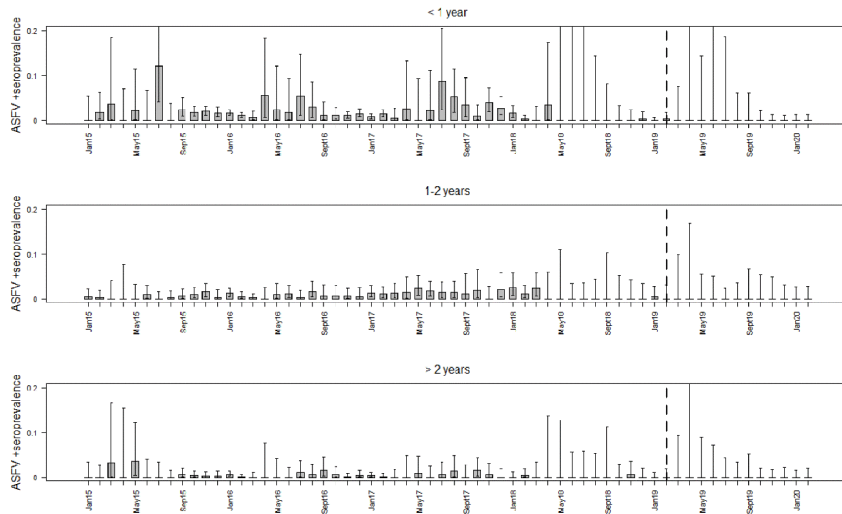 < 1 year
ASFV +seroprevalence
0.2
0.1
0
Jan15 May15 Sept15 Jan16 May16 Sept16 Jan17 May17 Sept17 Jan18 May18 Sept18 Jan19 May19 Sept19 Jan20
1-2 years
ASFV +seroprevalence
0.2
0.1
0
Jan15 May15 Sept15 Jan16 May16 Sept16 Jan17 May17 Sept17 Jan18 May18 Sept18 Jan19 May19 Sept19 Jan20
> 2 years
ASFV +seroprevalence
0.2
0.1
0
Jan15 May15 Sept15 Jan16 May16 Sept16 Jan17 May17 Sept17 Jan18 May18 Sept18 Jan19 May19 Sept19 Jan20